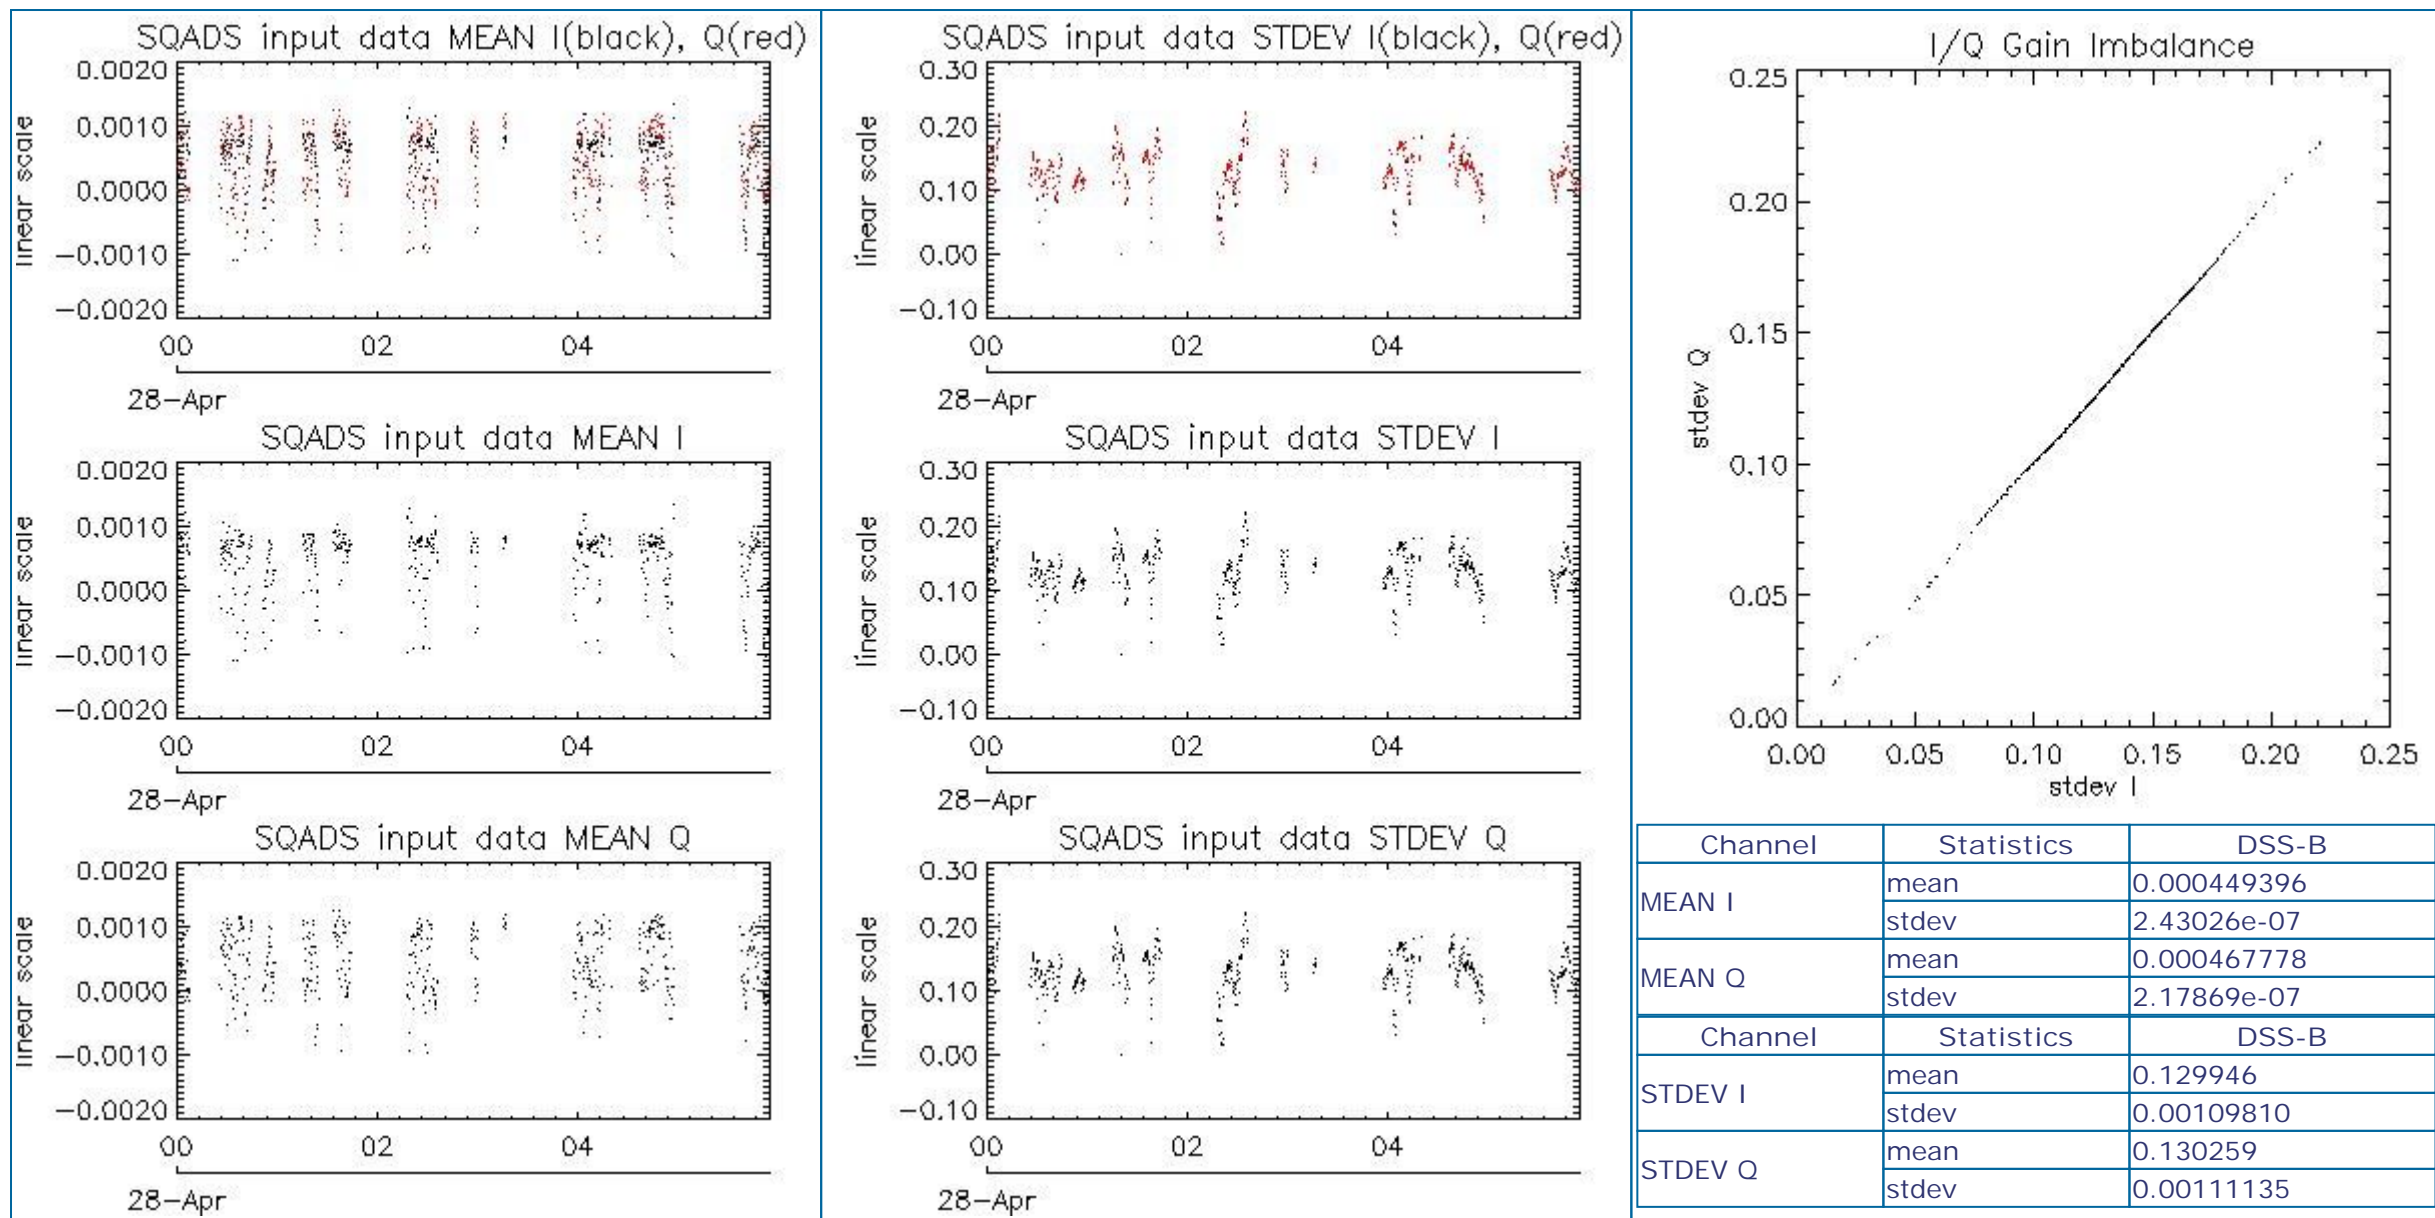 SQADS input data MEAN I(black), Q(red)
linear scale
0.0020
0.0010
0.0000
−0.0010
−0.0020
00 02 04
28−Apr
SQADS input data MEAN I
linear scale
0.0020
0.0010
0.0000
−0.0010
−0.0020
00 02 04
28−Apr
SQADS input data MEAN Q
linear scale
0.0020
0.0010
0.0000
−0.0010
−0.0020
00 02 04
28−Apr
SQADS input data STDEV I(black), Q(red)
linear scale
0.30
0.20
0.10
0.00
−0.10
00 02 04
28−Apr
SQADS input data STDEV I
linear scale
0.30
0.20
0.10
0.00
−0.10
00 02 04
28−Apr
SQADS input data STDEV Q
linear scale
0.30
0.20
0.10
0.00
−0.10
00 02 04
28−Apr
I/Q Gain Imbalance
stdev Q
0.25
0.20
0.15
0.10
0.05
0.00
0.00 0.05 0.10 0.15 0.20 0.25
stdev I
Channel Statistics DSS-B
MEAN I mean 0.000449396
stdev 2.43026e-07
MEAN Q mean 0.000467778
stdev 2.17869e-07
Channel Statistics DSS-B
STDEV I mean 0.129946
stdev 0.00109810
STDEV Q mean 0.130259
stdev 0.00111135